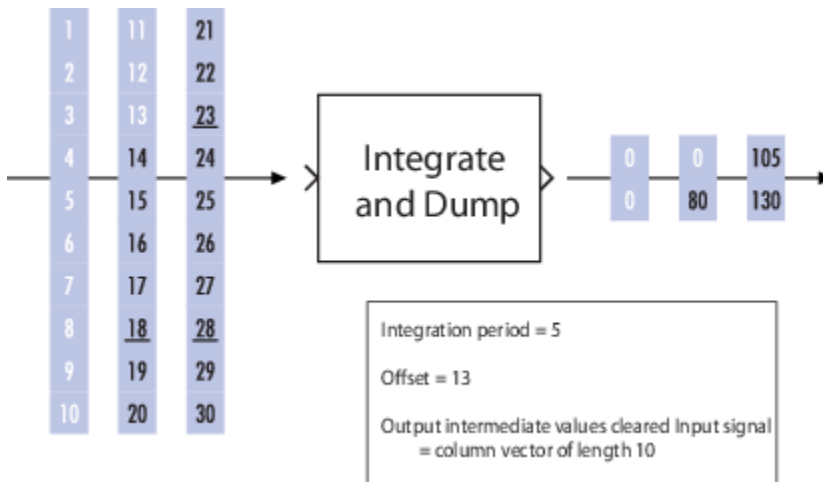 1 11 21
2 12 22
3 13 23
4 14 24
5 15 25
6 16 26
7 17 27
8 18 28
9 19 29
10 20 30
Integrate
and Dump
0 0 105
0 80 130
Integration period = 5
Offset = 13
Output intermediate values cleared Input signal
= column vector of length 10